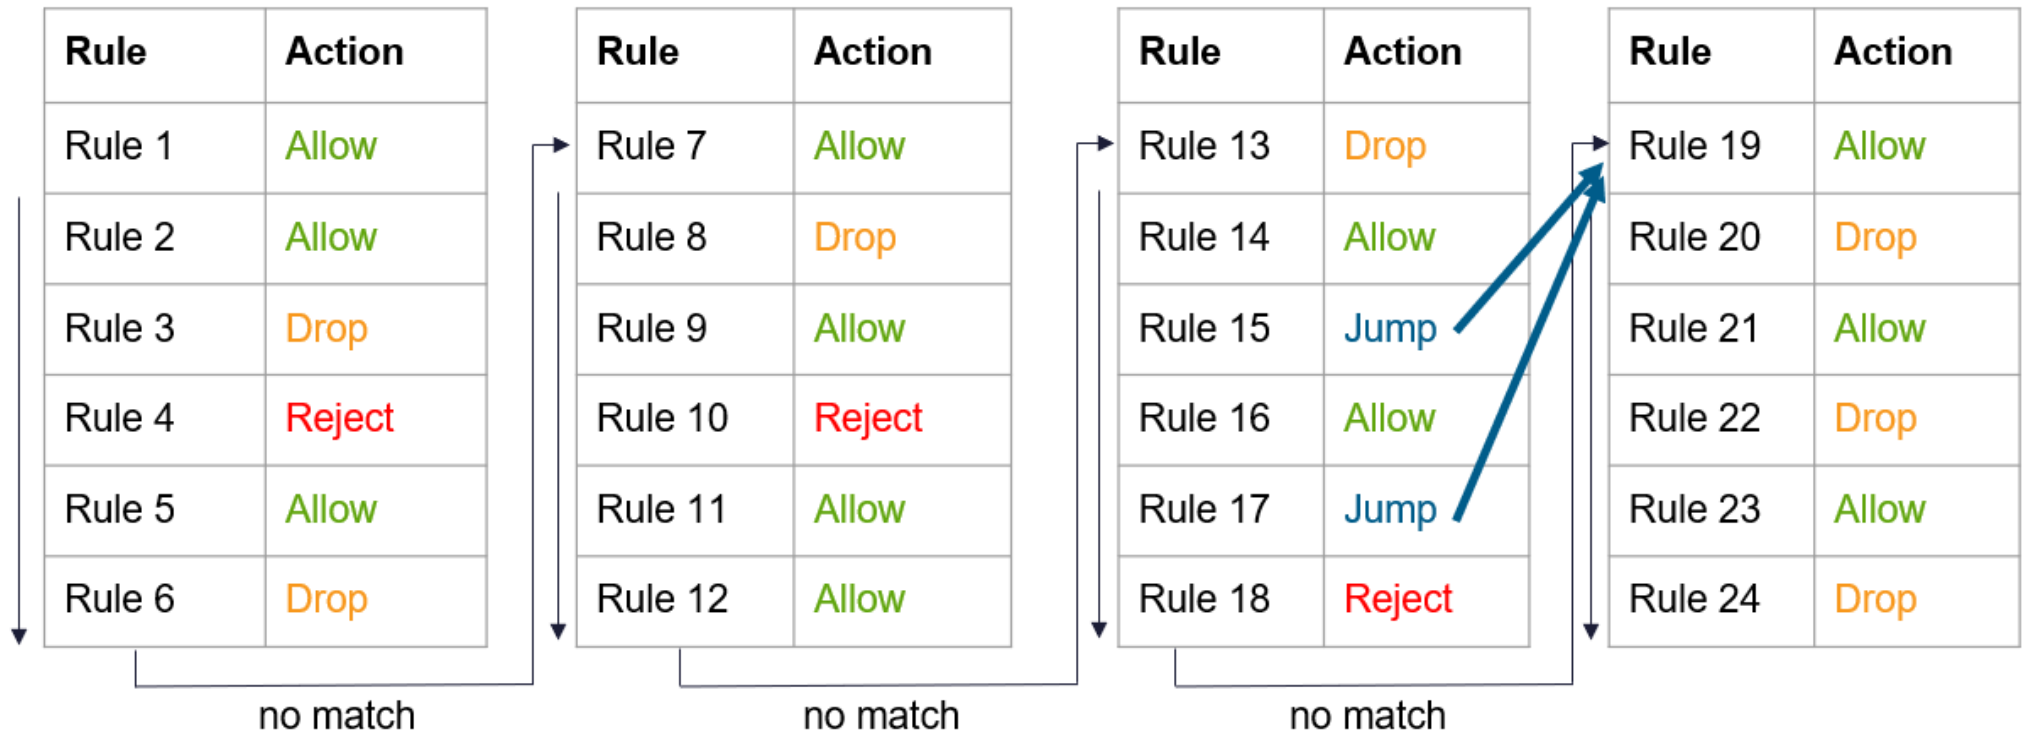 Rule Action
Rule 1 Allow
Rule 2 Allow
Rule 3 Drop
Rule 4 Reject
Rule 5 Allow
Rule 6 Drop
no match
Rule Action
Rule 7 Allow
Rule 8 Drop
Rule 9 Allow
Rule 10 Reject
Rule 11 Allow
Rule 12 Allow
no match
Rule Action
Rule 13 Drop
Rule 14 Allow
Rule 15 Jump
Rule 16 Allow
Rule 17 Jump
Rule 18 Reject
no match
Rule Action
Rule 19 Allow
Rule 20 Drop
Rule 21 Allow
Rule 22 Drop
Rule 23 Allow
Rule 24 Drop